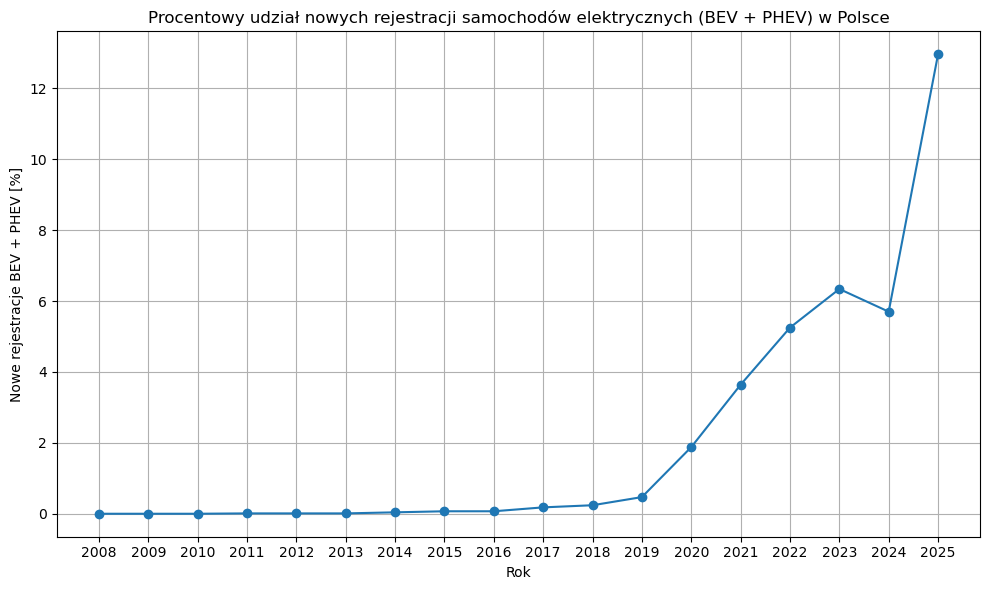 Procentowy udział nowych rejestracji samochodów elektrycznych (BEV + PHEV) w Polsce
Nowe rejestracje BEV + PHEV [%]
12
10
8
6
4
2
0
2008 2009 2010 2011 2012 2013 2014 2015 2016 2017 2018 2019 2020 2021 2022 2023 2024 2025
Rok